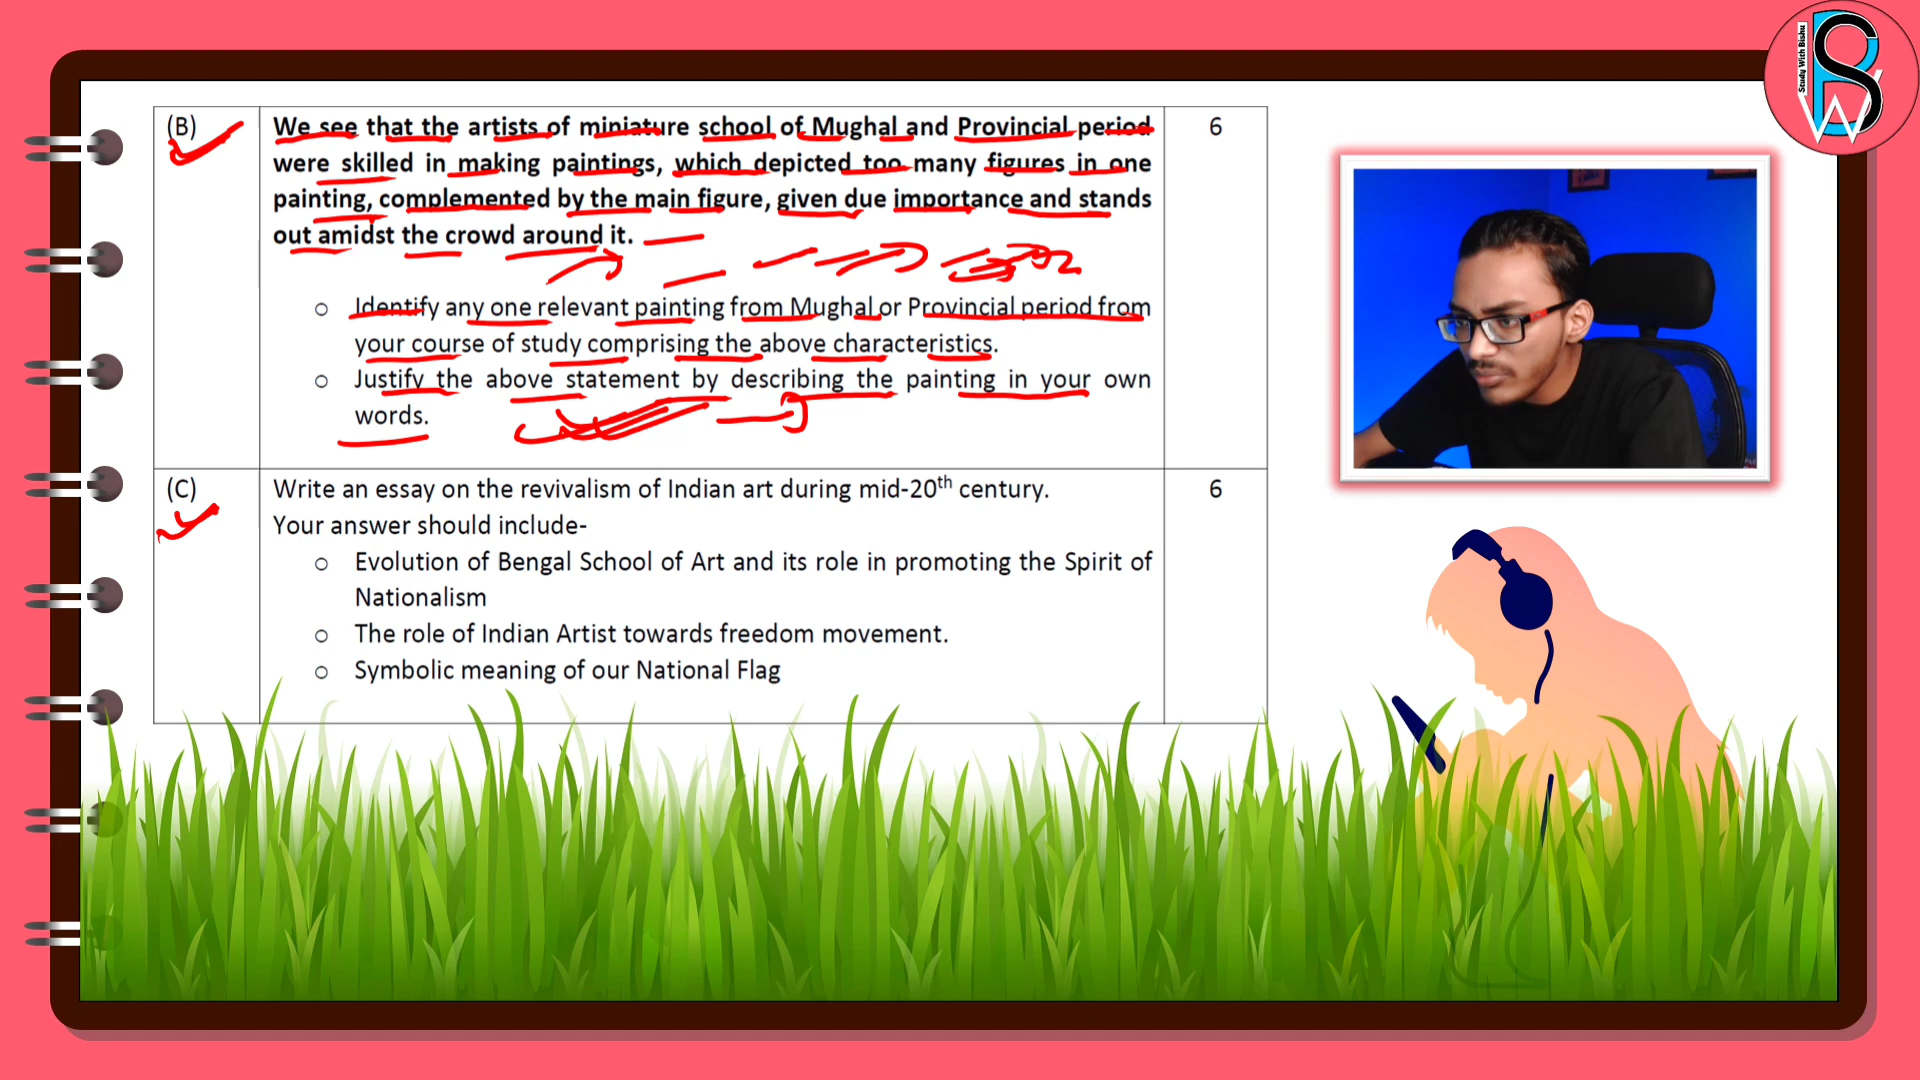 Study With Bishu
S
B
W
(B) We see that the artists of miniature school of Mughal and Provincial period 6
were skilled in making paintings, which depicted too many figures in one
painting, complemented by the main figure, given due importance and stands
out amidst the crowd around it.
o Identify any one relevant painting from Mughal or Provincial period from
your course of study comprising the above characteristics.
o Justify the above statement by describing the painting in your own
words.
(C) Write an essay on the revivalism of Indian art during mid-20th century. 6
Your answer should include-
o Evolution of Bengal School of Art and its role in promoting the Spirit of
Nationalism
o The role of Indian Artist towards freedom movement.
o Symbolic meaning of our National Flag